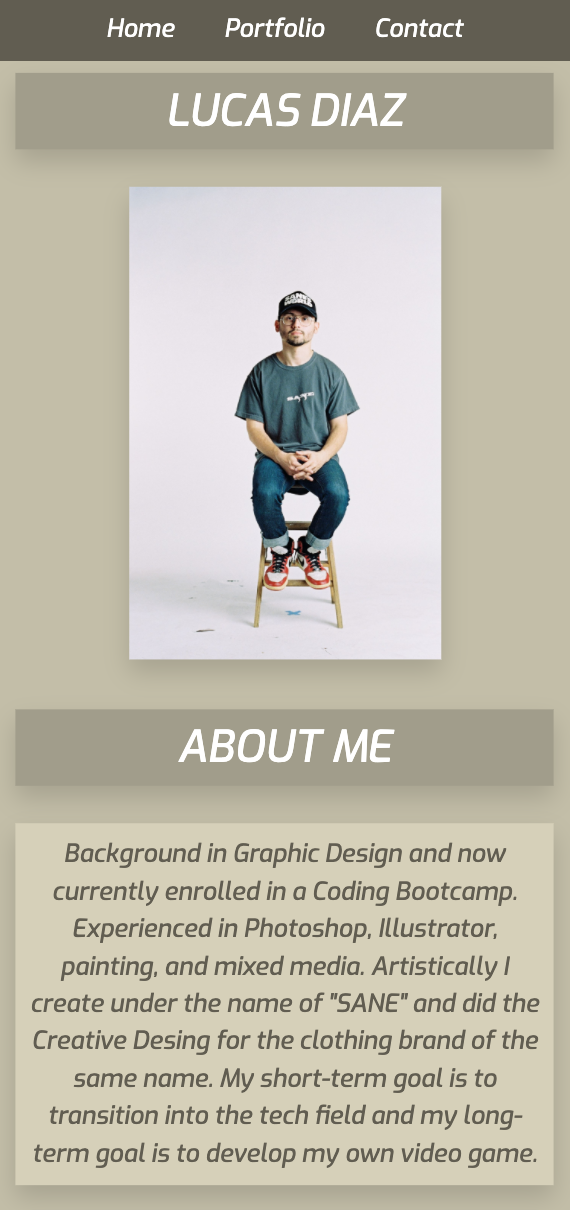 Home Portfolio Contact
LUCAS DIAZ
ABOUT ME
Background in Graphic Design and now
currently enrolled in a Coding Bootcamp.
Experienced in Photoshop, Illustrator,
painting, and mixed media. Artistically I
create under the name of "SANE" and did the
Creative Desing for the clothing brand of the
same name. My short-term goal is to
transition into the tech field and my long-
term goal is to develop my own video game.